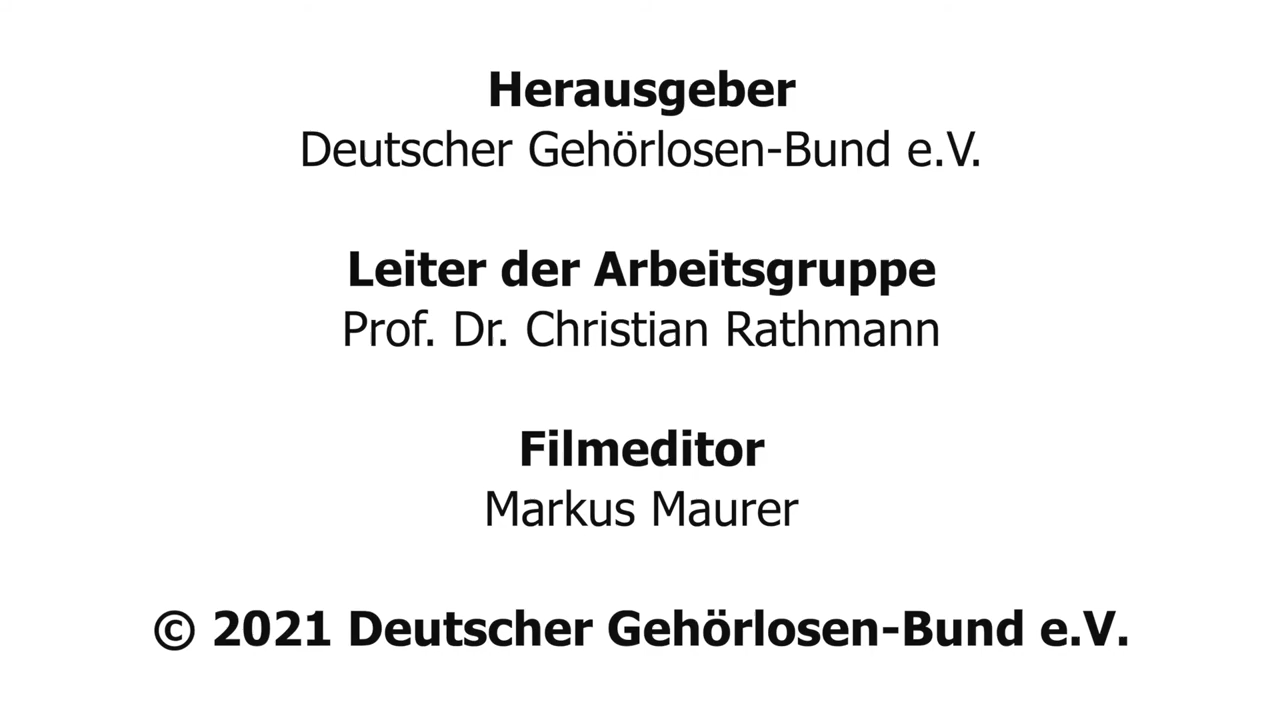 Herausgeber
Deutscher Gehörlosen-Bund e.V.
Leiter der Arbeitsgruppe
Prof. Dr. Christian Rathmann
Filmeditor
Markus Maurer
© 2021 Deutscher Gehörlosen-Bund e.V.